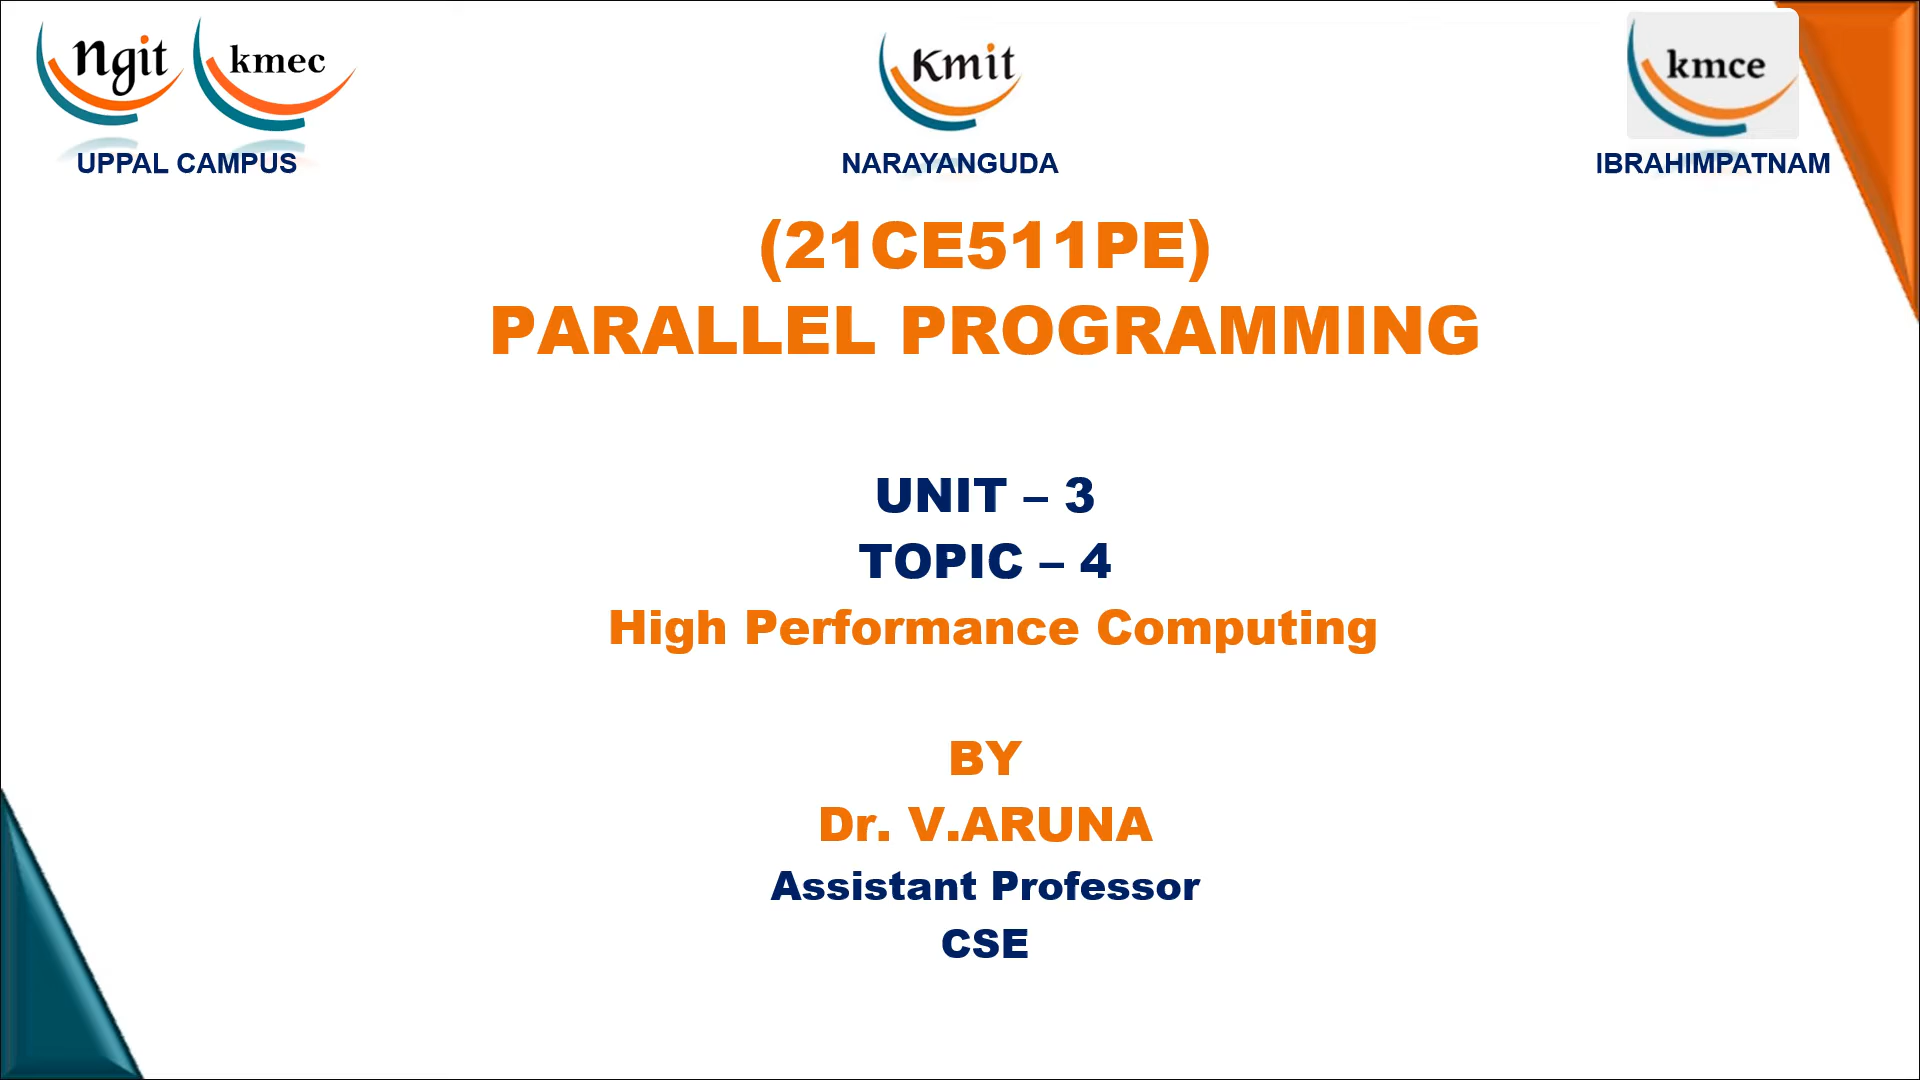 ngit kmec Kmit kmce
UPPAL CAMPUS NARAYANGUDA IBRAHIMPATNAM
(21CE511PE)
PARALLEL PROGRAMMING
UNIT – 3
TOPIC – 4
High Performance Computing
BY
Dr. V.ARUNA
Assistant Professor
CSE